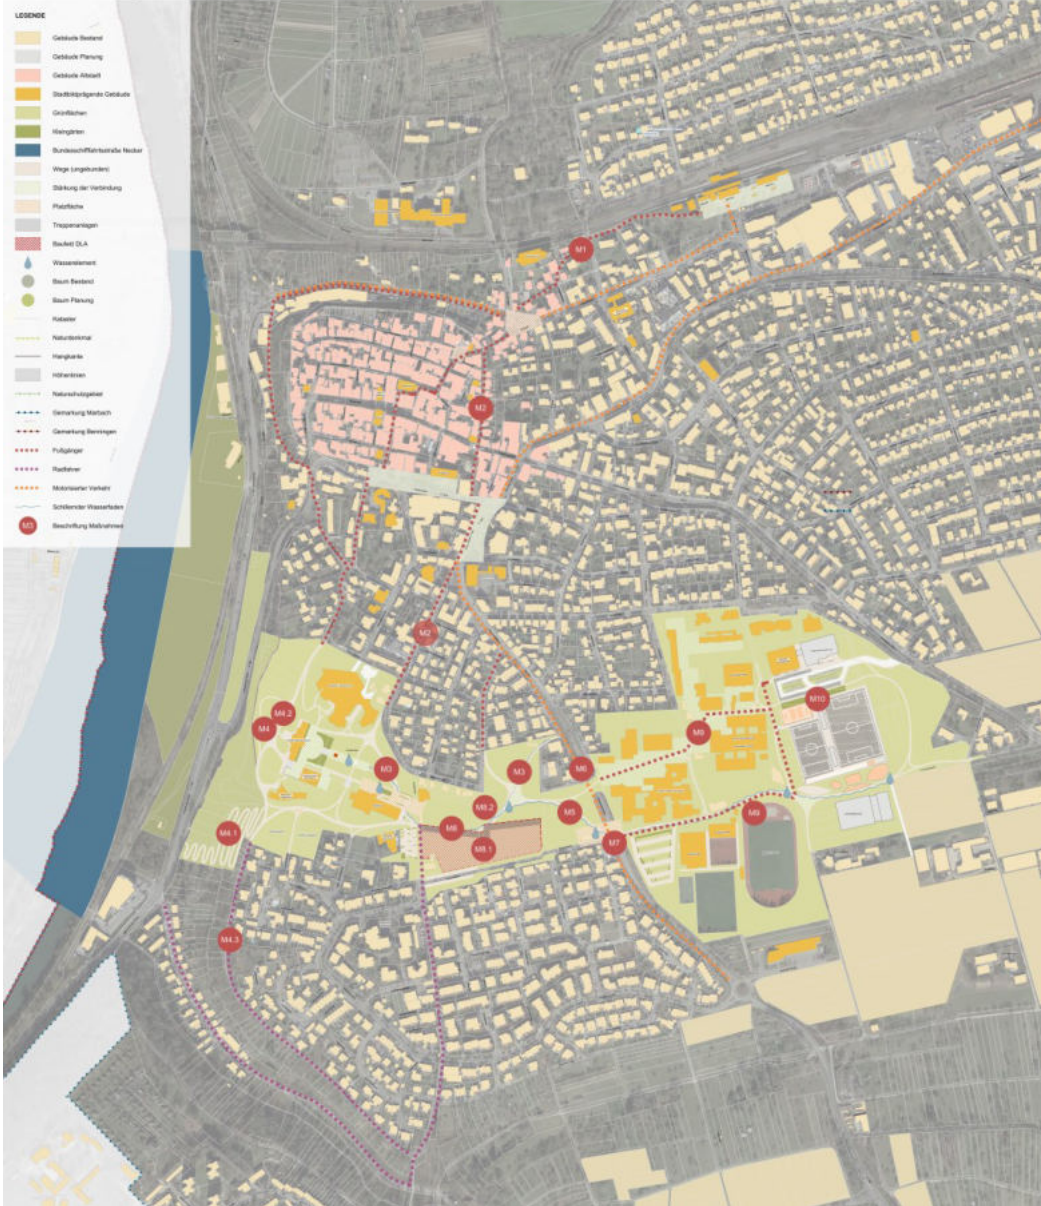 LEGENDE
Gebäude Bestand
Gebäude Planung
Gebäude Altstadt
Stadtbildprägende Gebäude
Grünflächen
Kleingärten
Bundesschifffahrtsstraße Neckar
Wege (ungebunden)
Stärkung der Verbindung
Platzfläche
Treppenanlagen
Baufeld DLA
Wasserelement
Baum Bestand
Baum Planung
Kataster
Naturdenkmal
Hangkante
Höhenlinien
Naturschutzgebiet
Gemarkung Marbach
Gemarkung Benningen
Fußgänger
Radfahrer
Motorisierter Verkehr
Schillernder Wasserfaden
M3 Beschriftung Maßnahmen
M1
M2
M2
M10
M4.2
M4
M9
M3
M3
M6
M8.2
M5
M9
M8
M4.1
M8.1
M7
M4.3